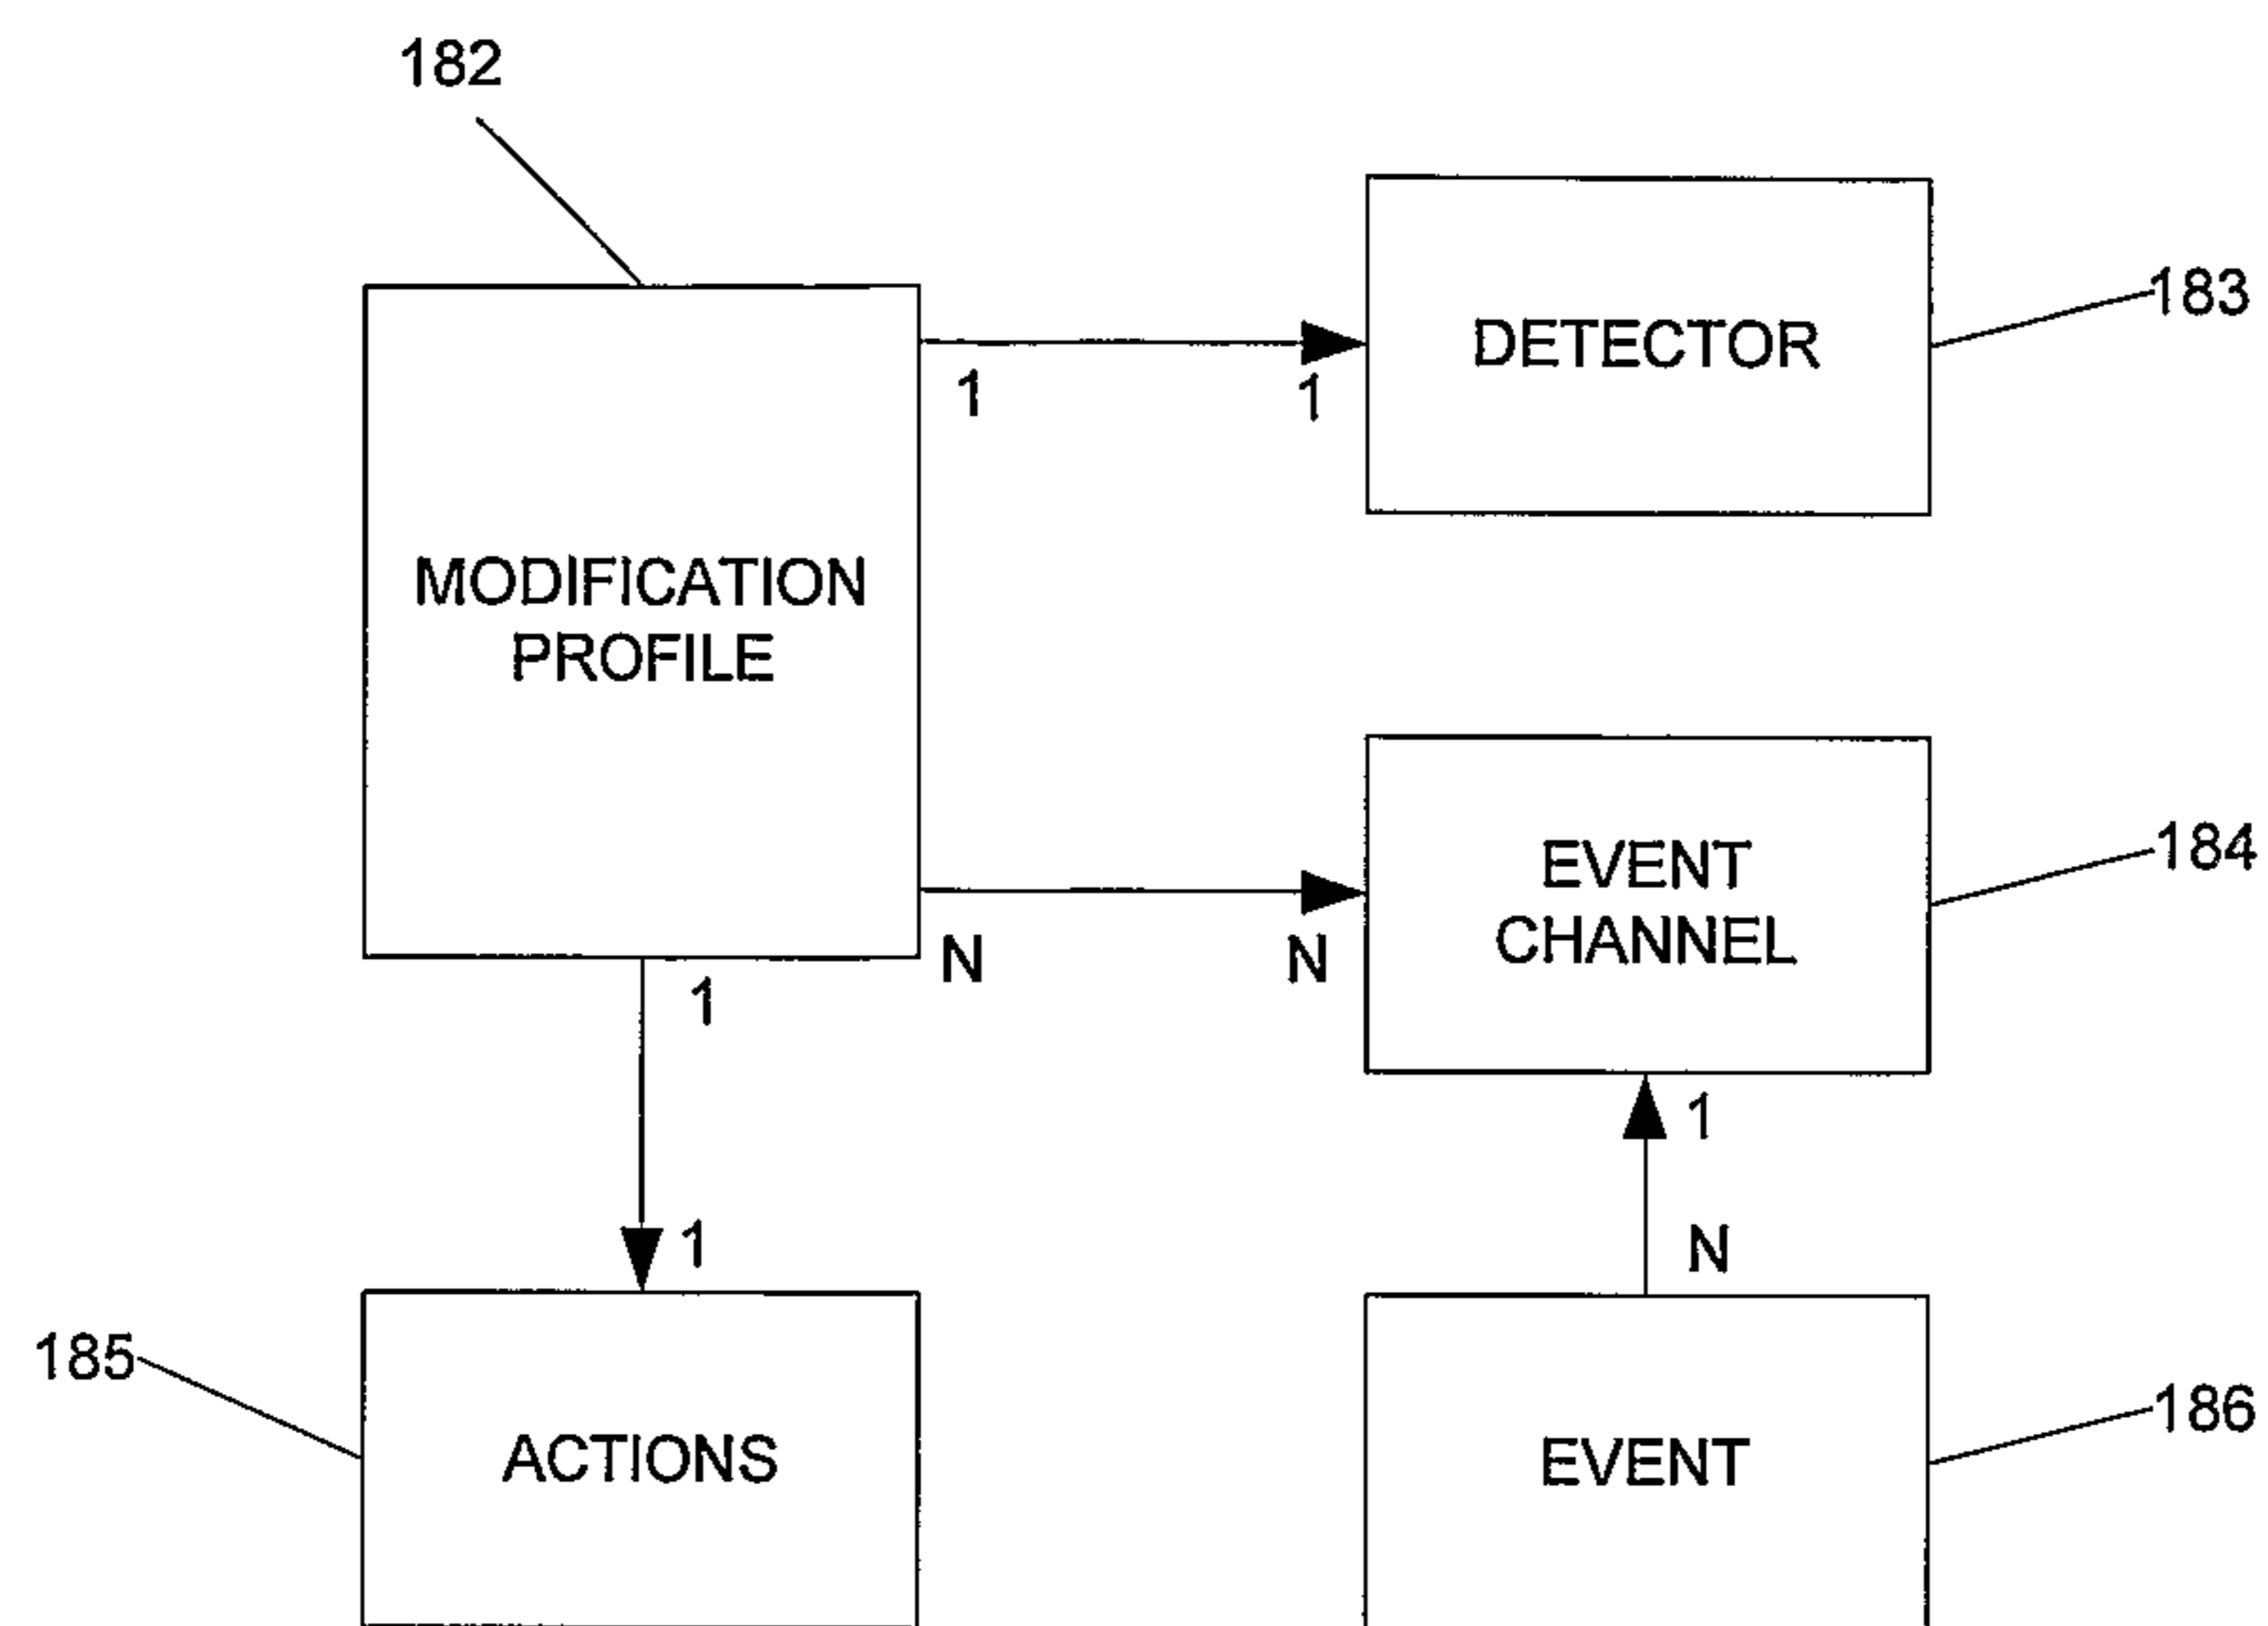 182
183
DETECTOR
1 1
MODIFICATION
PROFILE
184
EVENT
CHANNEL
N N
1
1
1
N
185
186
ACTIONS
EVENT